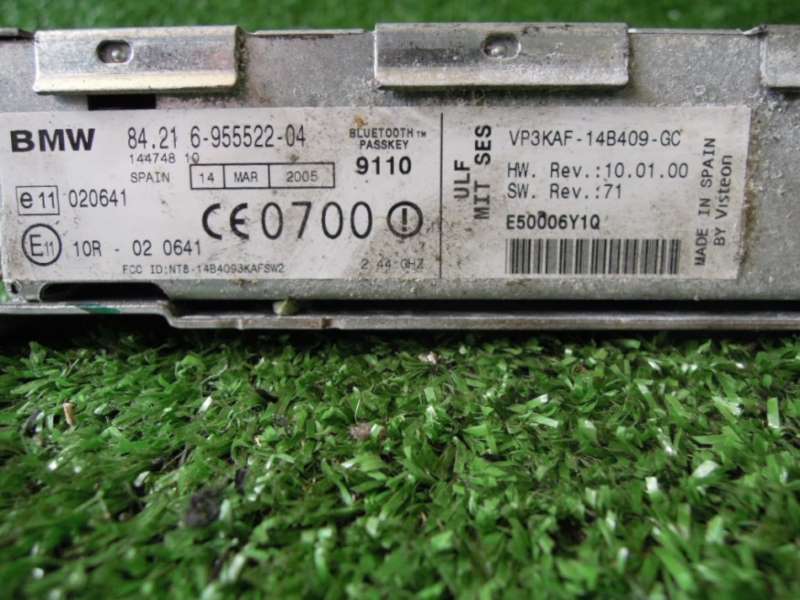 BMW 84.21 6-955522-04
144748 10
SPAIN 14 MAR 2005
BLUETOOTH™
PASSKEY
9110
e11 020641
CE0700
E11 10R - 02 0641
FCC ID:NT8-14B4093KAFSW2 2.44 GHZ
ULF
MIT SES
VP3KAF-14B409-GC
HW. Rev.:10.01.00
SW. Rev.:71
E50006Y1Q
MADE IN SPAIN
BY Visteon